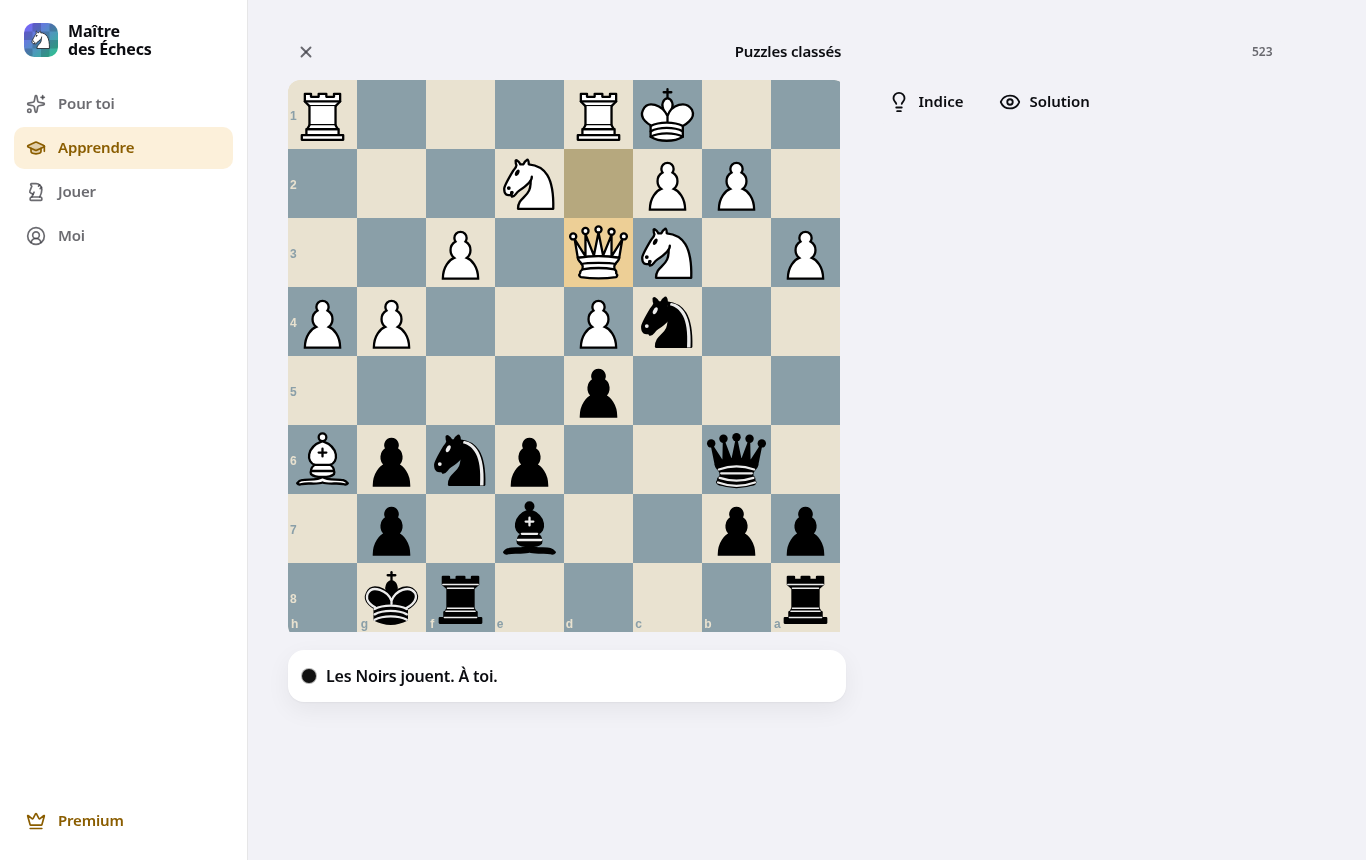 Maître
des Échecs
Pour toi
Apprendre
Jouer
Moi
Premium
Puzzles classés
523
1
2
3
4
5
6
7
8
h g f e d c b a
Indice
Solution
Les Noirs jouent. À toi.